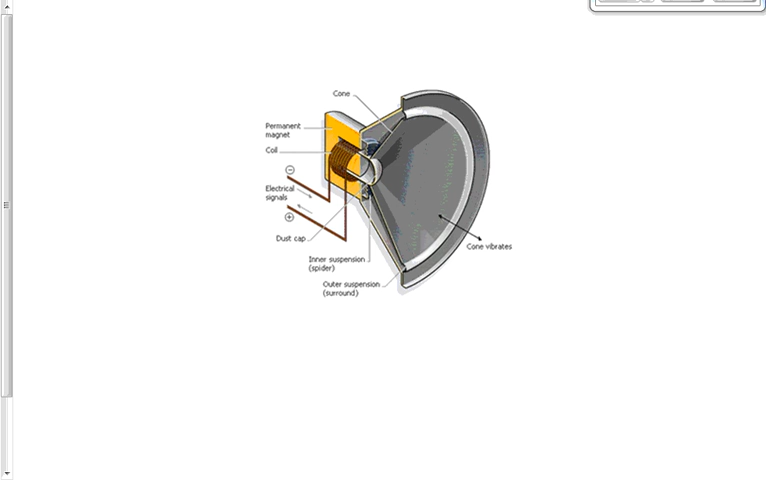 Cone
Permanent
magnet
Coil
Electrical
signals
Dust cap
Inner suspension
(spider)
Outer suspension
(surround)
Cone vibrates